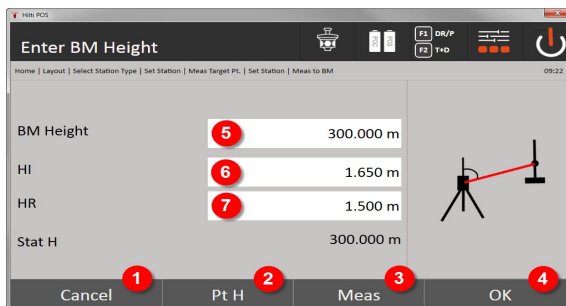 Hilti POS
Enter BM Height
POC
POS
F1 DR/P
F2 T+D
Home | Layout | Select Station Type | Set Station | Meas Target Pt. | Set Station | Meas to BM
09:22
BM Height 5 300.000 m
HI 6 1.650 m
HR 7 1.500 m
Stat H 300.000 m
1 2 3 4
Cancel Pt H Meas OK